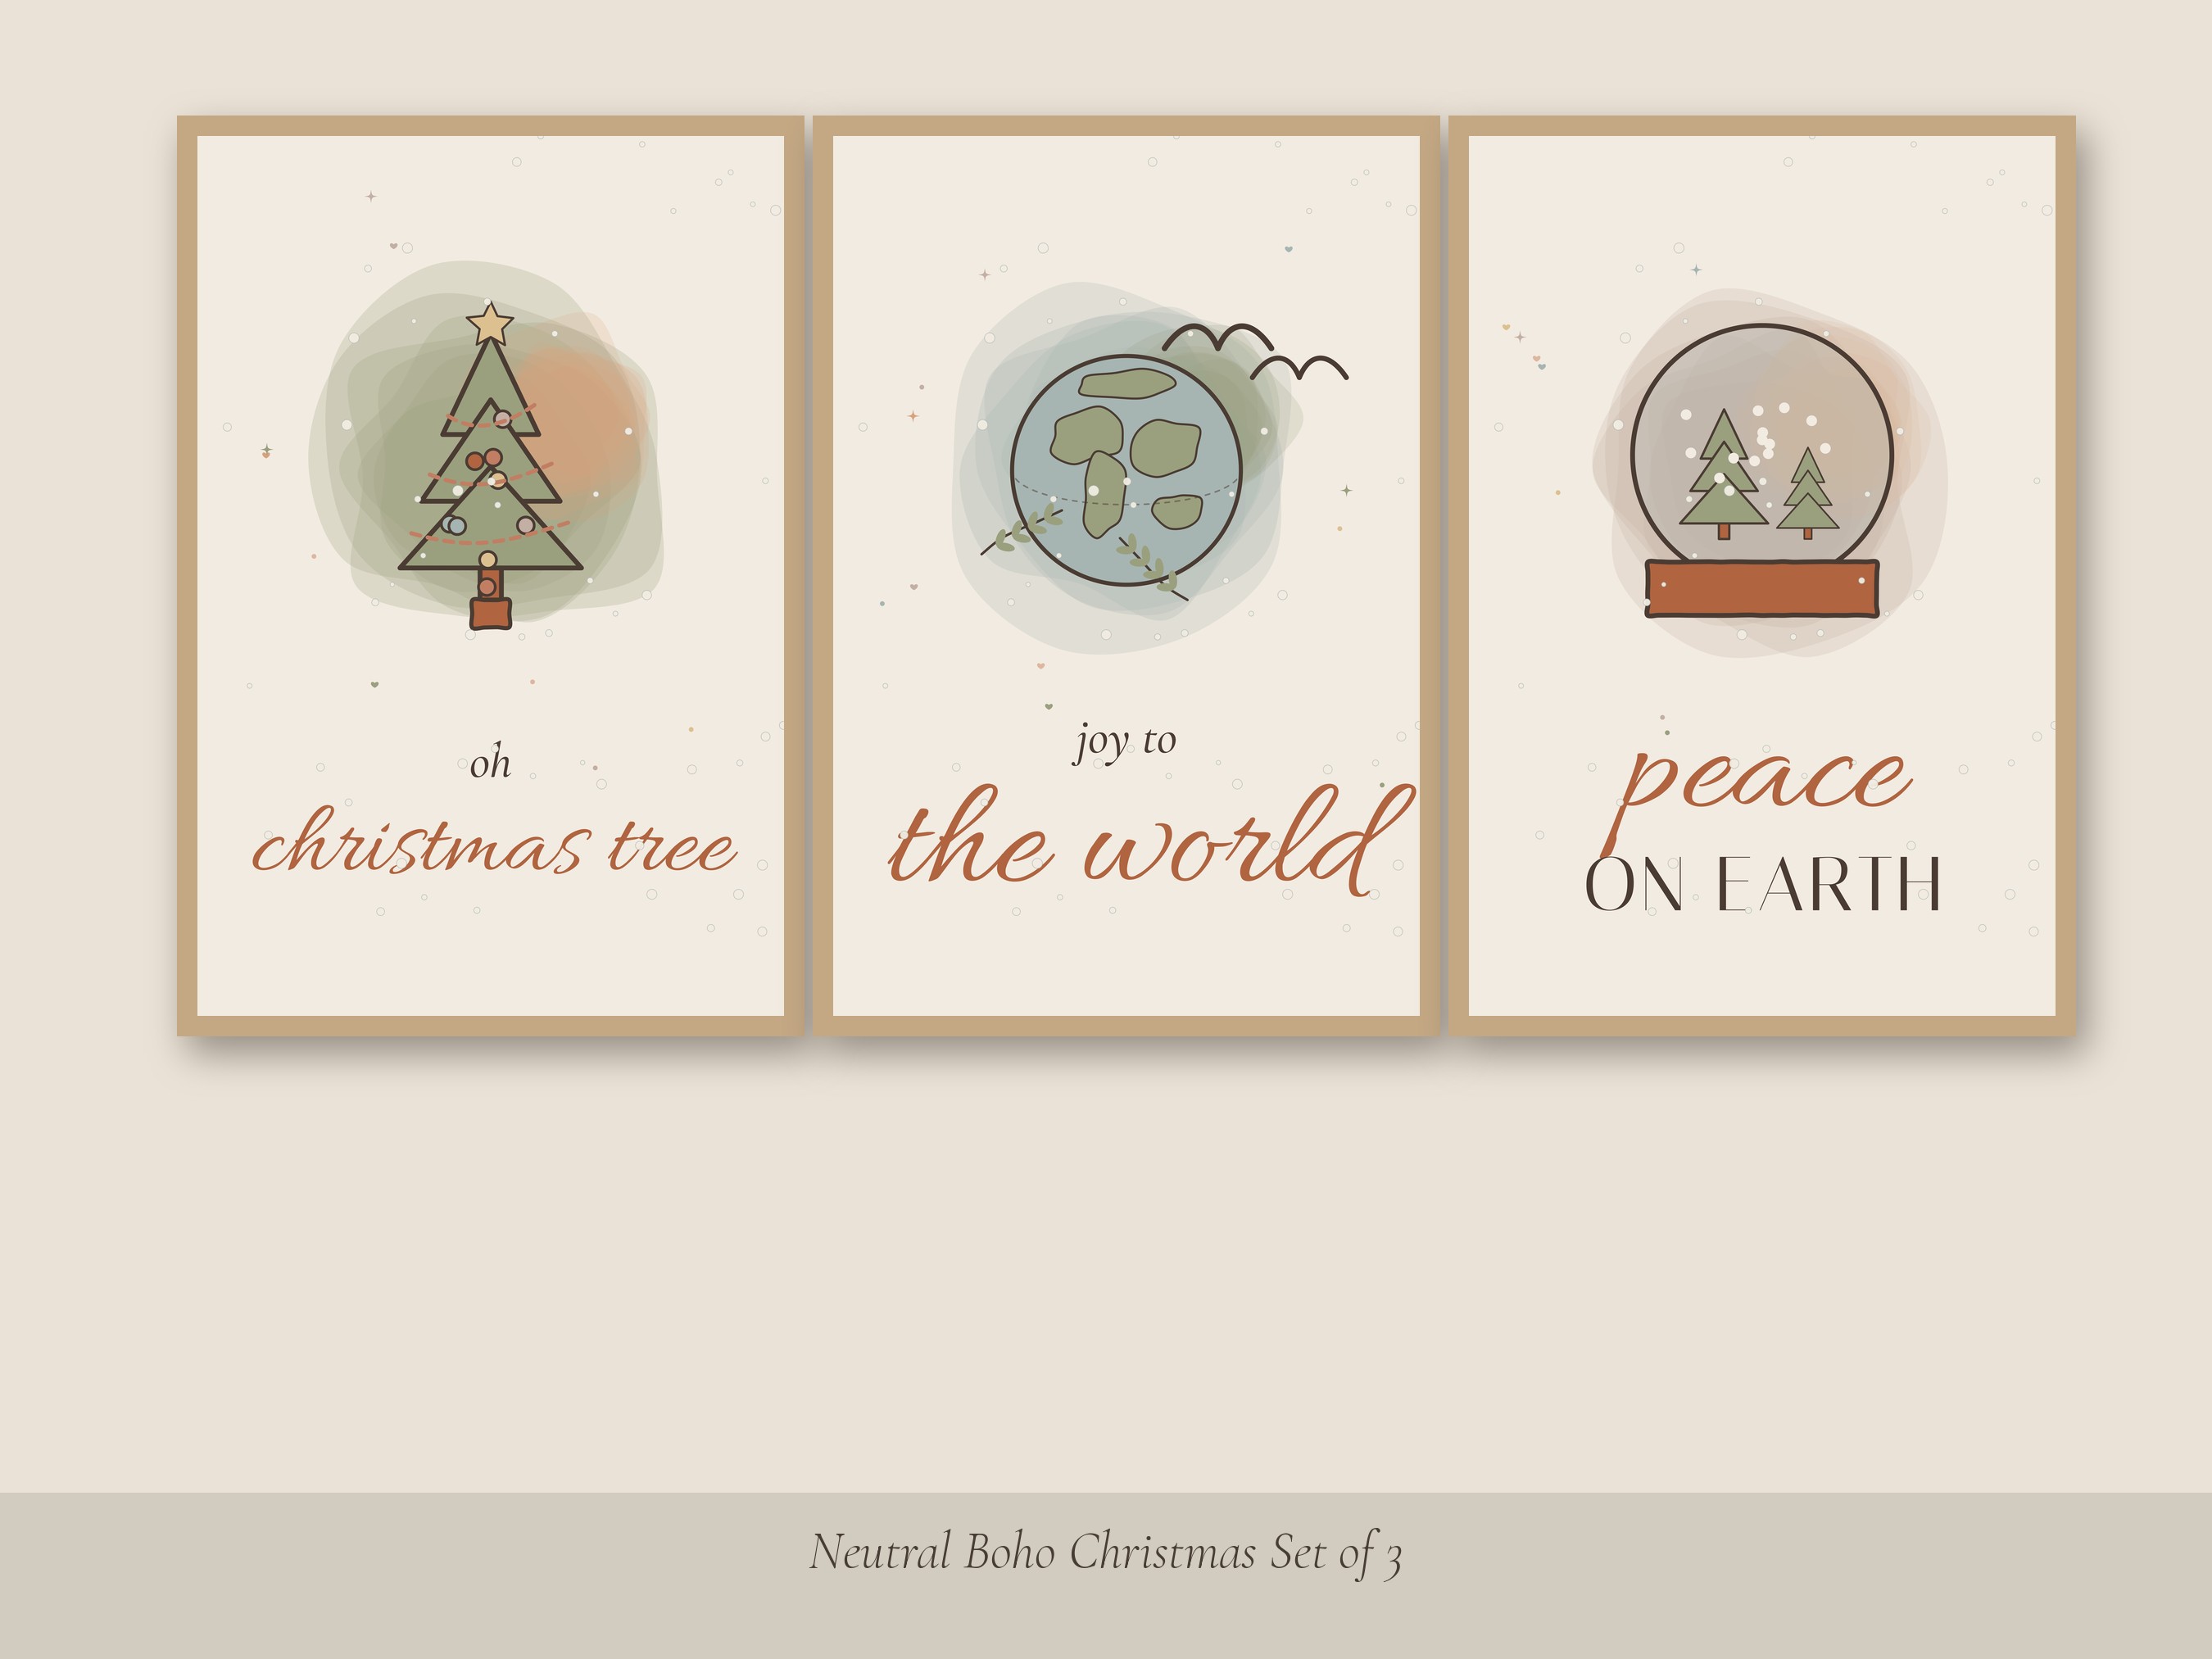 oh
christmas tree
joy to
the world
peace
ON EARTH
Neutral Boho Christmas Set of 3